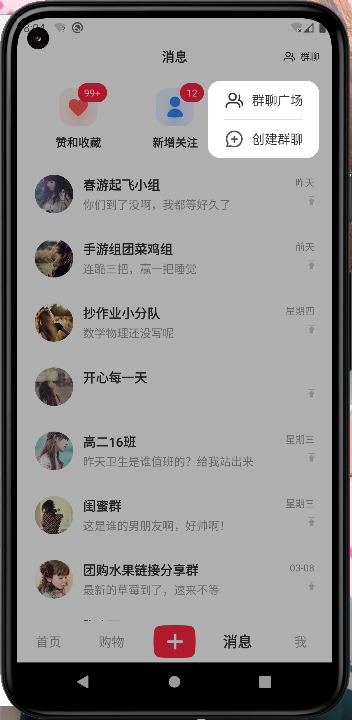 消息
群聊
99+
12
赞和收藏
新增关注
群聊广场
创建群聊
春游起飞小组
昨天
你们到了没啊，我都等好久了
手游组团菜鸡组
前天
连跪三把，赢一把睡觉
抄作业小分队
星期四
数学物理还没写呢
开心每一天
高二16班
星期三
昨天卫生是谁值班的？给我站出来
闺蜜群
星期三
这是谁的男朋友啊，好帅啊！
团购水果链接分享群
03-08
最新的草莓到了，速来不等
首页
购物
消息
我